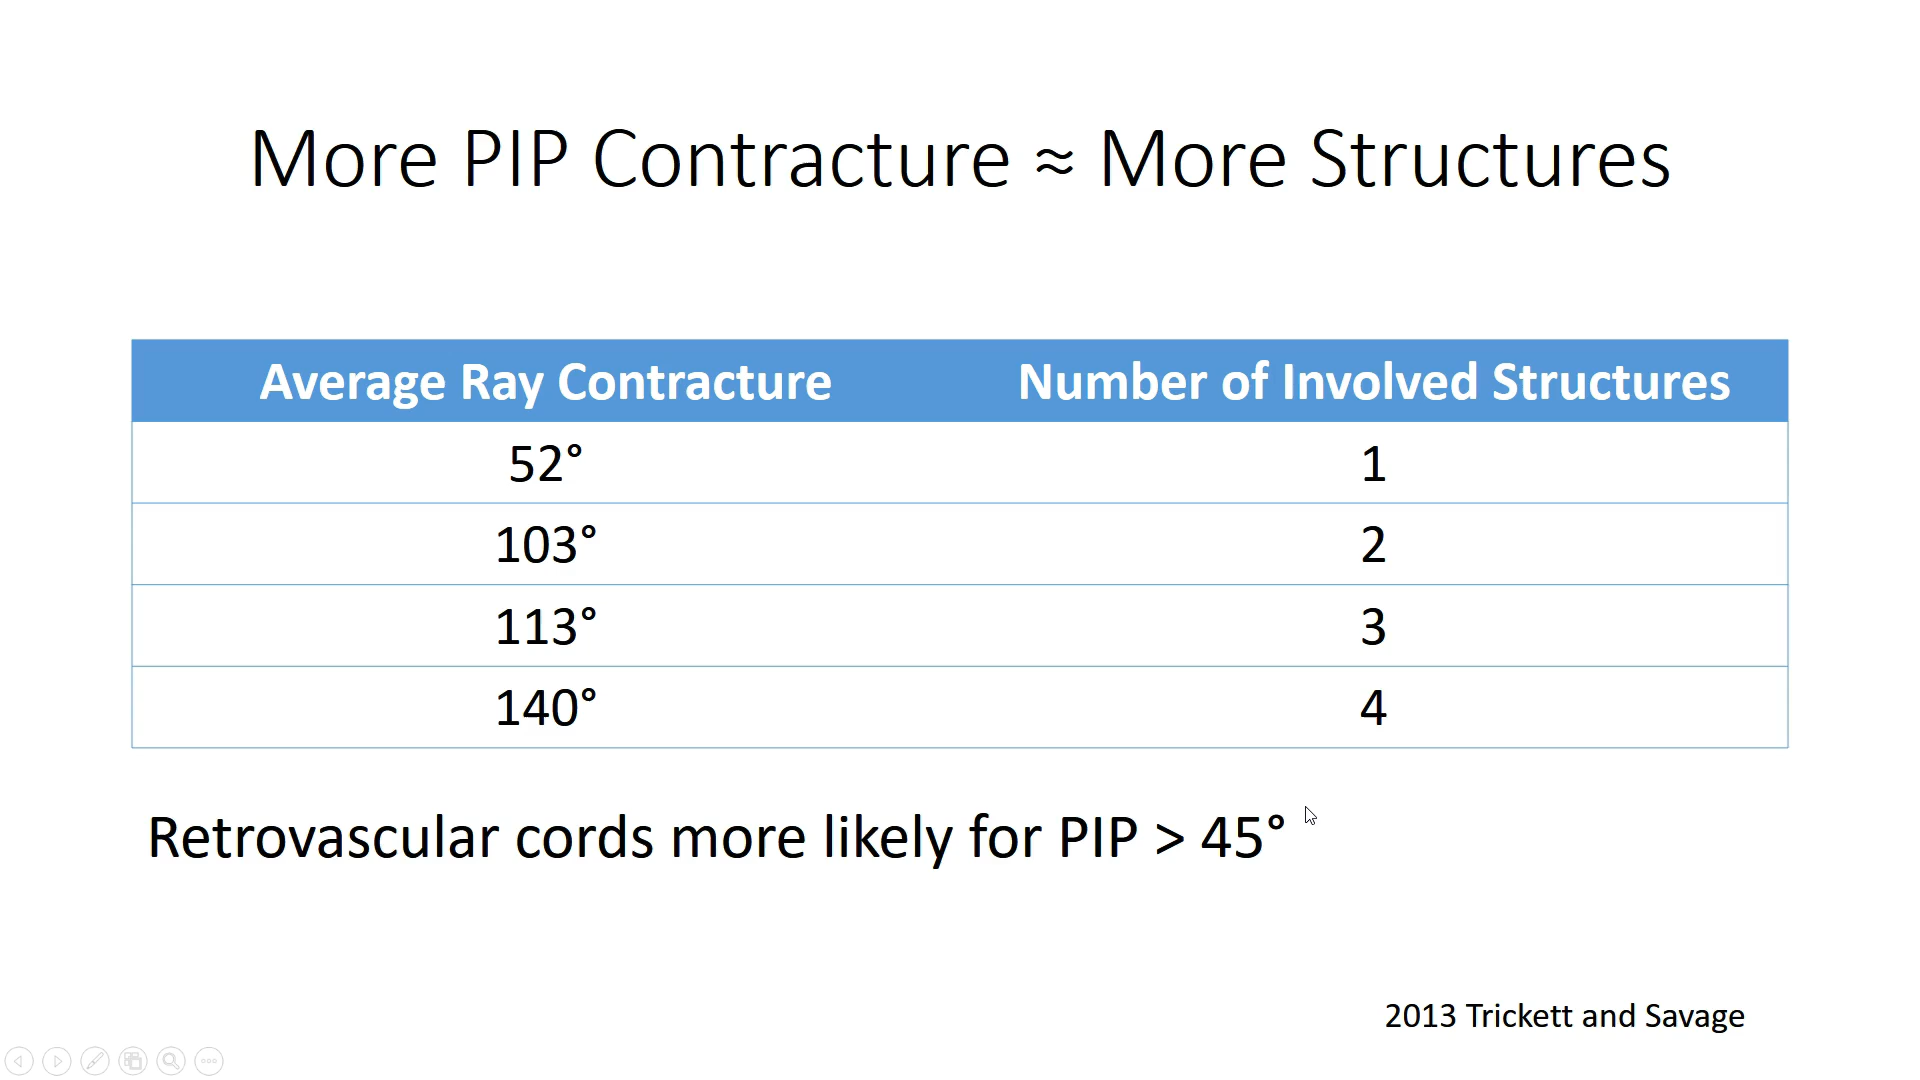 More PIP Contracture ≈ More Structures
Average Ray Contracture Number of Involved Structures
52° 1
103° 2
113° 3
140° 4
Retrovascular cords more likely for PIP > 45°
2013 Trickett and Savage